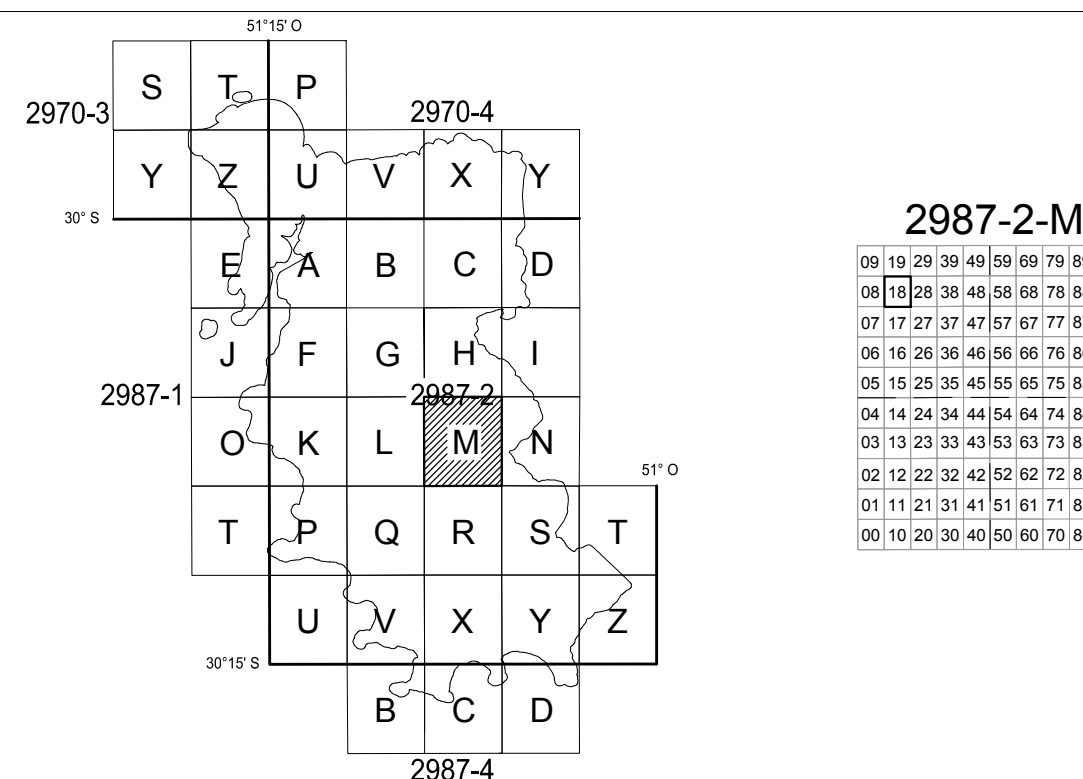 51°15' O
S T P
2970-3
2970-4
Y Z U V X Y
30° S
E A B C D
J F G H I
2987-1
2987-2
O K L M N
51° O
T P Q R S T
U V X Y Z
30°15' S
B C D
2987-4
2987-2-M
09 19 29 39 49 59 69 79
08 18 28 38 48 58 68 78
07 17 27 37 47 57 67 77
06 16 26 36 46 56 66 76
05 15 25 35 45 55 65 75
04 14 24 34 44 54 64 74
03 13 23 33 43 53 63 73
02 12 22 32 42 52 62 72
01 11 21 31 41 51 61 71
00 10 20 30 40 50 60 70